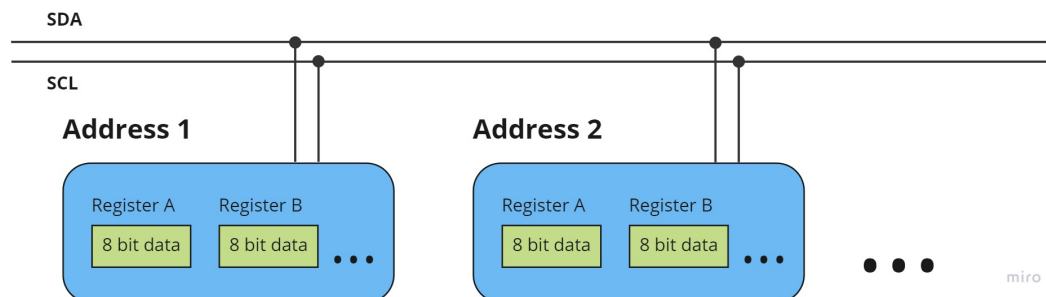 SDA
SCL
Address 1
Address 2
Register A
Register B
8 bit data
8 bit data
...
Register A
Register B
8 bit data
8 bit data
...
...
miro